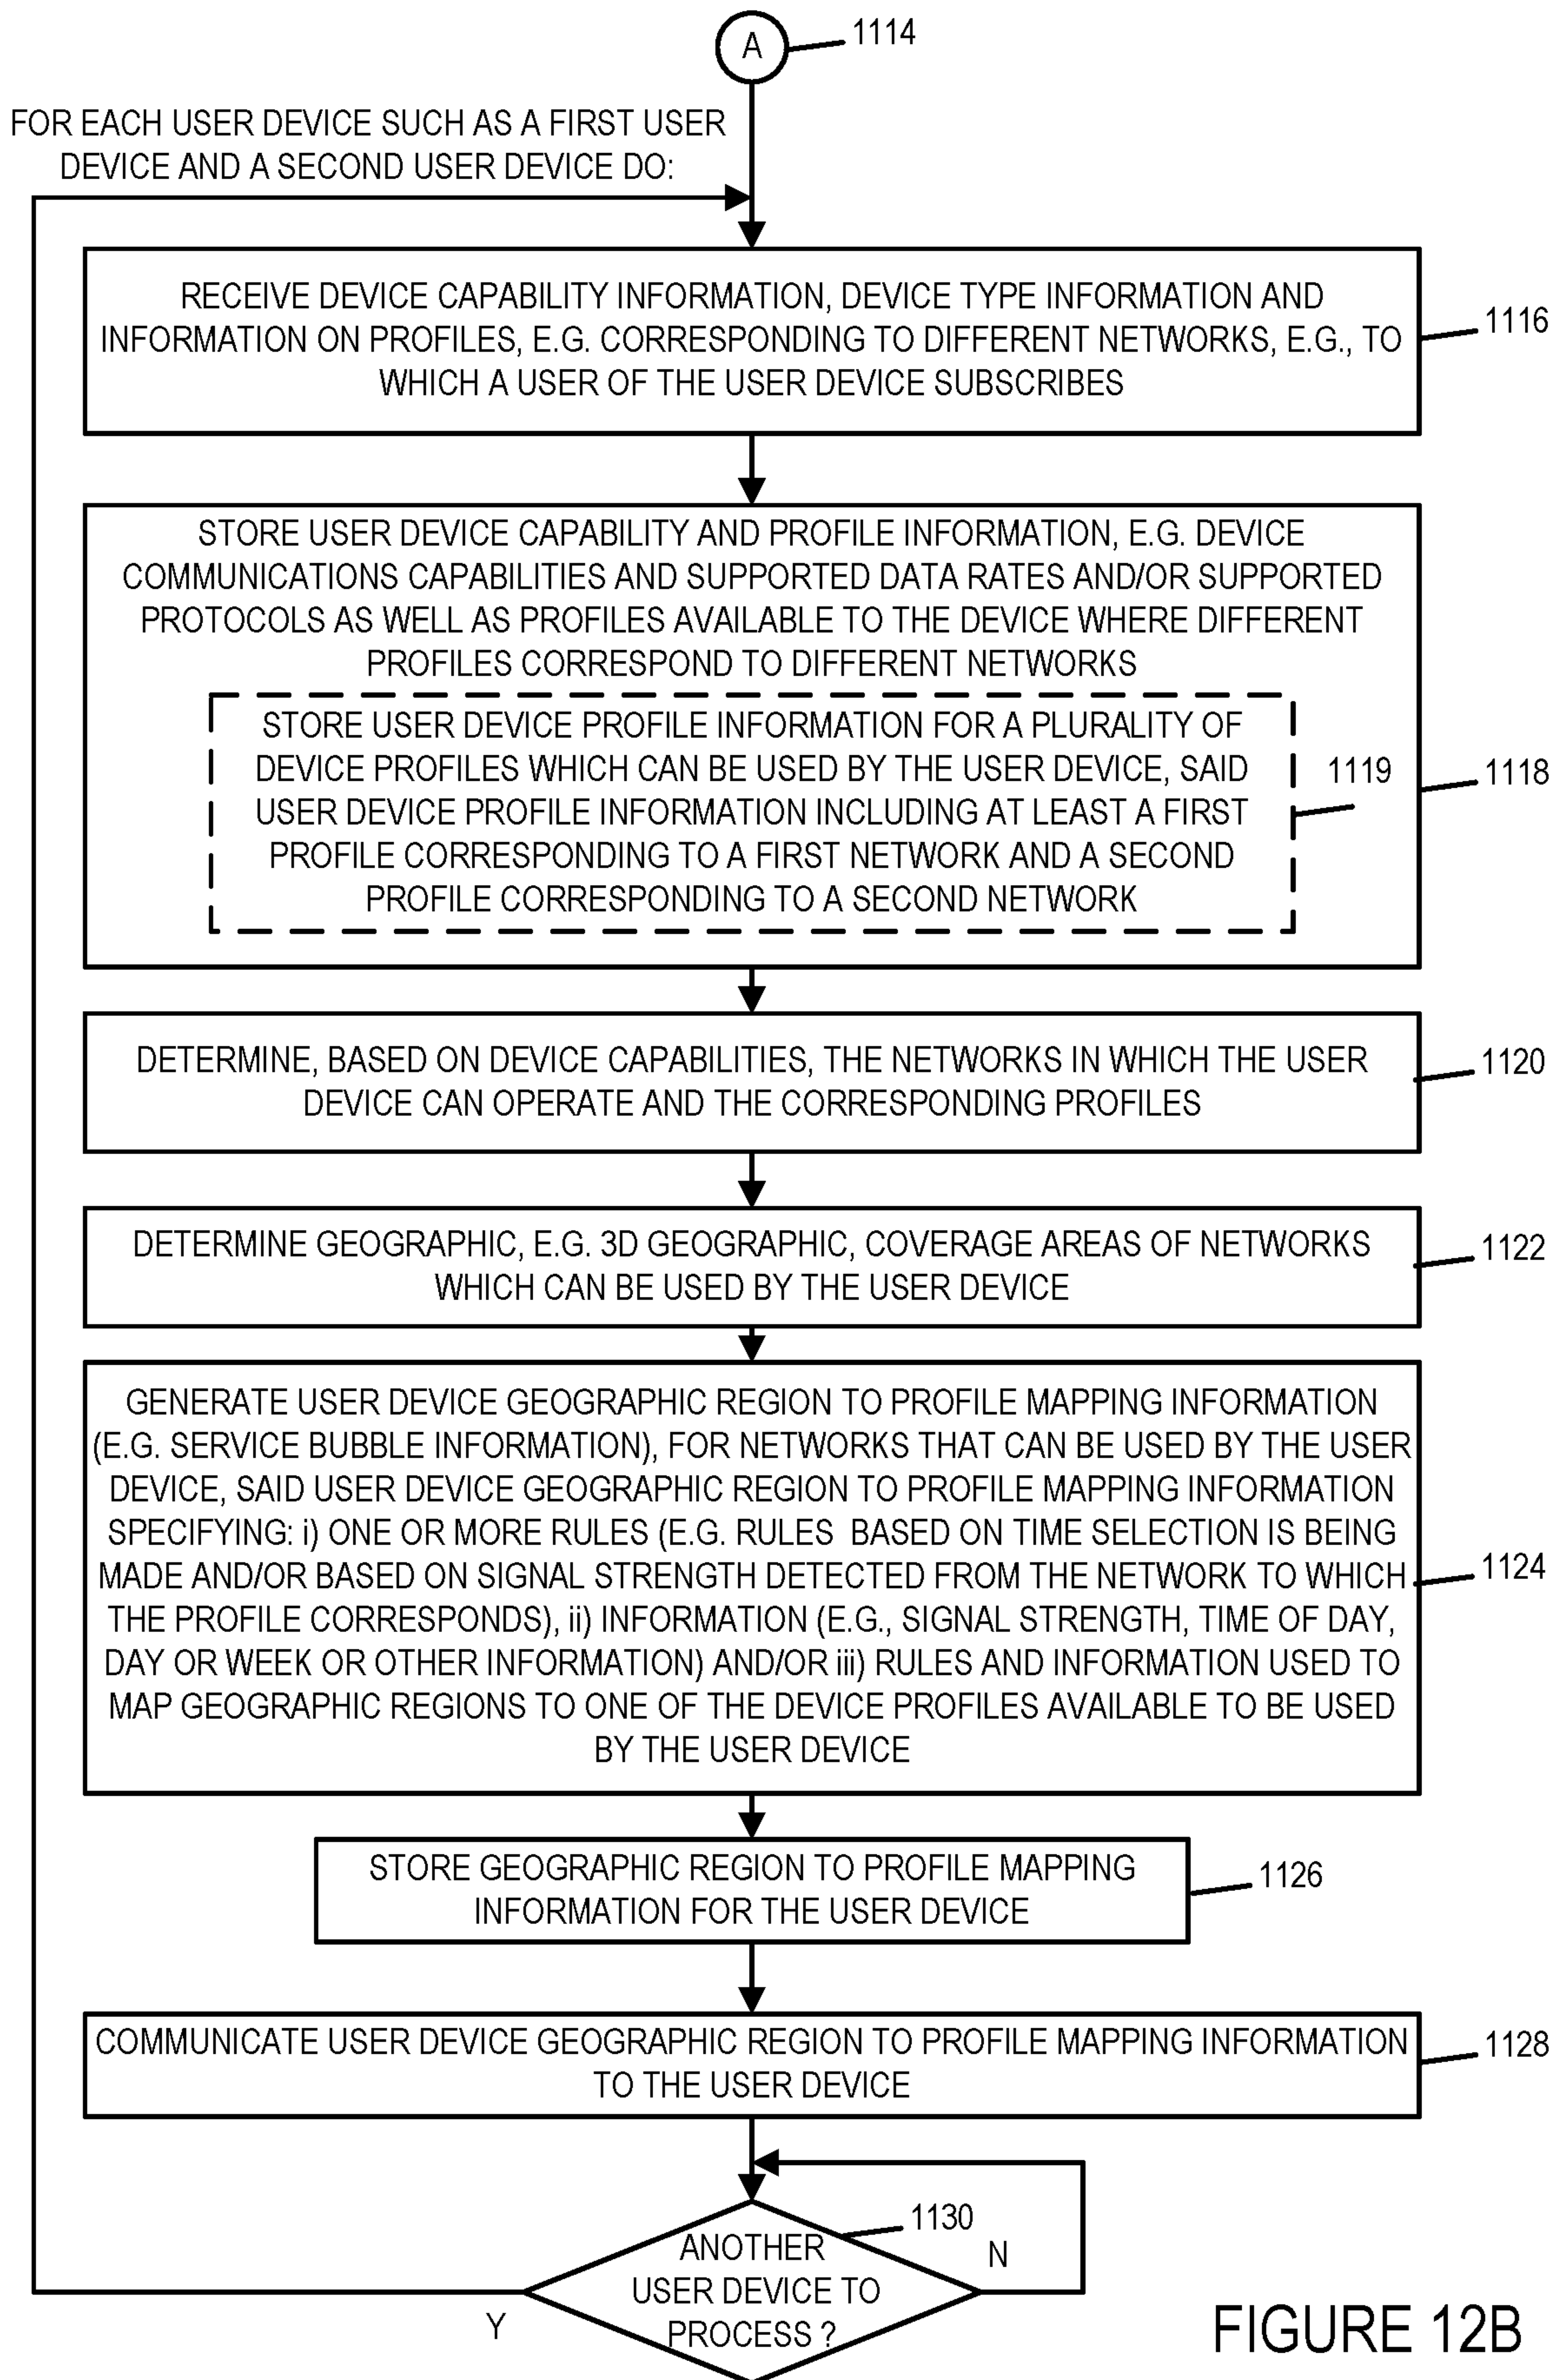 A
1114
FOR EACH USER DEVICE SUCH AS A FIRST USER
DEVICE AND A SECOND USER DEVICE DO:
RECEIVE DEVICE CAPABILITY INFORMATION, DEVICE TYPE INFORMATION AND
INFORMATION ON PROFILES, E.G. CORRESPONDING TO DIFFERENT NETWORKS, E.G., TO
WHICH A USER OF THE USER DEVICE SUBSCRIBES
1116
STORE USER DEVICE CAPABILITY AND PROFILE INFORMATION, E.G. DEVICE
COMMUNICATIONS CAPABILITIES AND SUPPORTED DATA RATES AND/OR SUPPORTED
PROTOCOLS AS WELL AS PROFILES AVAILABLE TO THE DEVICE WHERE DIFFERENT
PROFILES CORRESPOND TO DIFFERENT NETWORKS
STORE USER DEVICE PROFILE INFORMATION FOR A PLURALITY OF
DEVICE PROFILES WHICH CAN BE USED BY THE USER DEVICE, SAID
USER DEVICE PROFILE INFORMATION INCLUDING AT LEAST A FIRST
PROFILE CORRESPONDING TO A FIRST NETWORK AND A SECOND
PROFILE CORRESPONDING TO A SECOND NETWORK
1119
1118
DETERMINE, BASED ON DEVICE CAPABILITIES, THE NETWORKS IN WHICH THE USER
DEVICE CAN OPERATE AND THE CORRESPONDING PROFILES
1120
DETERMINE GEOGRAPHIC, E.G. 3D GEOGRAPHIC, COVERAGE AREAS OF NETWORKS
WHICH CAN BE USED BY THE USER DEVICE
1122
GENERATE USER DEVICE GEOGRAPHIC REGION TO PROFILE MAPPING INFORMATION
(E.G. SERVICE BUBBLE INFORMATION), FOR NETWORKS THAT CAN BE USED BY THE USER
DEVICE, SAID USER DEVICE GEOGRAPHIC REGION TO PROFILE MAPPING INFORMATION
SPECIFYING: i) ONE OR MORE RULES (E.G. RULES BASED ON TIME SELECTION IS BEING
MADE AND/OR BASED ON SIGNAL STRENGTH DETECTED FROM THE NETWORK TO WHICH
THE PROFILE CORRESPONDS), ii) INFORMATION (E.G., SIGNAL STRENGTH, TIME OF DAY,
DAY OR WEEK OR OTHER INFORMATION) AND/OR iii) RULES AND INFORMATION USED TO
MAP GEOGRAPHIC REGIONS TO ONE OF THE DEVICE PROFILES AVAILABLE TO BE USED
BY THE USER DEVICE
1124
STORE GEOGRAPHIC REGION TO PROFILE MAPPING
INFORMATION FOR THE USER DEVICE
1126
COMMUNICATE USER DEVICE GEOGRAPHIC REGION TO PROFILE MAPPING INFORMATION
TO THE USER DEVICE
1128
1130
ANOTHER
USER DEVICE TO
PROCESS ?
N
Y
FIGURE 12B